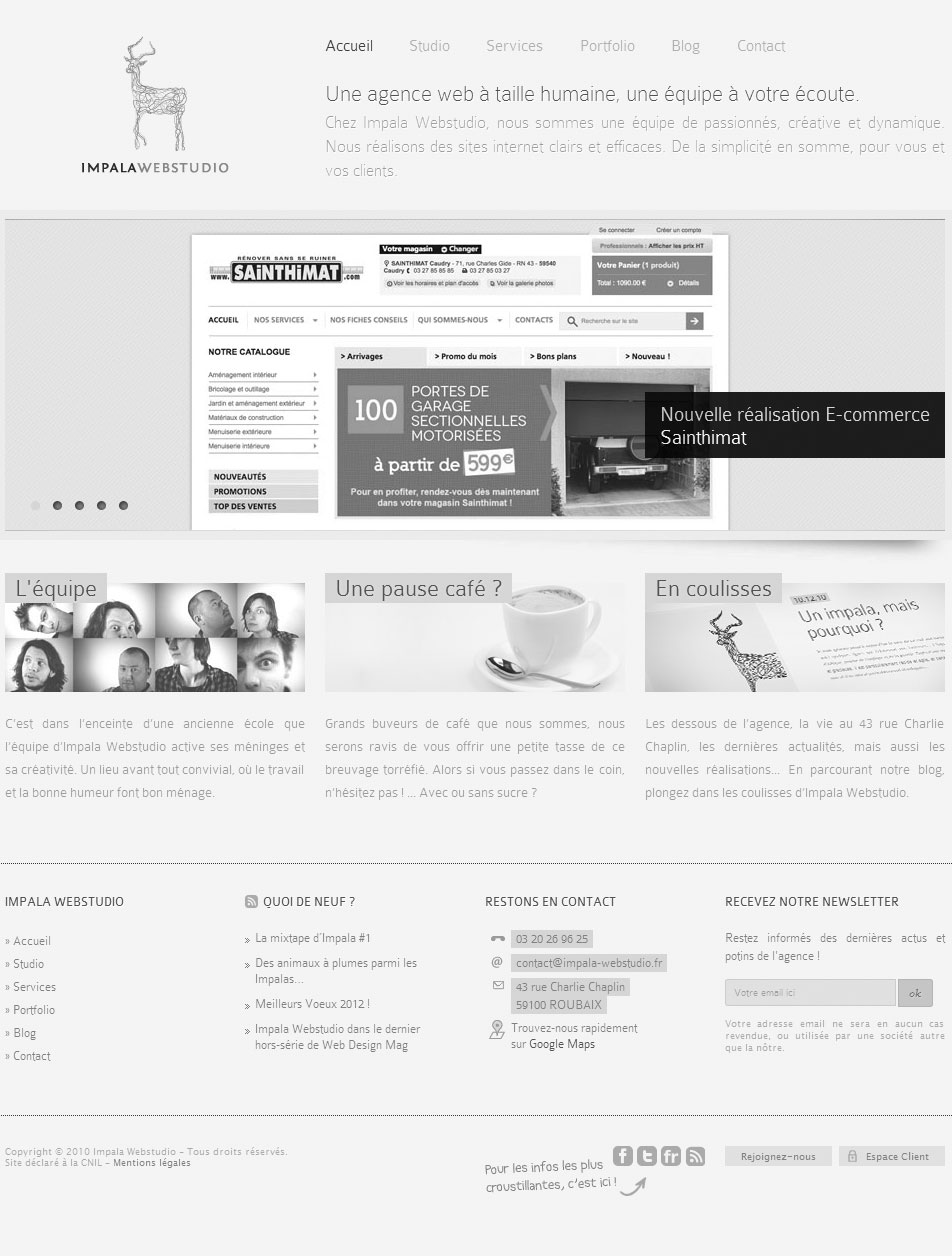 Accueil Studio Services Portfolio Blog Contact
IMPALAWEBSTUDIO
Une agence web à taille humaine, une équipe à votre écoute.
Chez Impala Webstudio, nous sommes une équipe de passionnés, créative et dynamique.
Nous réalisons des sites internet clairs et efficaces. De la simplicité en somme, pour vous et
vos clients.
Se connecter Créer un compte
RÉNOVER SANS SE RUINER
www.SAiNTHiMAT.com
Votre magasin Changer
SAINTHIMAT Caudry - 71, rue Charles Gide - RN 43 - 59540
Caudry 03 27 85 85 85 03 27 85 03 27
Voir les horaires et plan d'accès Voir la galerie photos
Professionnels : Afficher les prix HT
Votre Panier (1 produit)
Total : 1090.00 € Détails
ACCUEIL NOS SERVICES NOS FICHES CONSEILS QUI SOMMES-NOUS CONTACTS Recherche sur le site
NOTRE CATALOGUE
Aménagement intérieur
Bricolage et outillage
Jardin et aménagement extérieur
Matériaux de construction
Menuiserie extérieure
Menuiserie intérieure
NOUVEAUTÉS
PROMOTIONS
TOP DES VENTES
> Arrivages > Promo du mois > Bons plans > Nouveau !
100 PORTES DE
GARAGE
SECTIONNELLES
MOTORISÉES
à partir de 599€
Pour en profiter, rendez-vous dès maintenant
dans votre magasin Sainthimat !
Nouvelle réalisation E-commerce
Sainthimat
L'équipe
C'est dans l'enceinte d'une ancienne école que
l'équipe d'Impala Webstudio active ses méninges et
sa créativité. Un lieu avant tout convivial, où le travail
et la bonne humeur font bon ménage.
Une pause café ?
Grands buveurs de café que nous sommes, nous
serons ravis de vous offrir une petite tasse de ce
breuvage torréfié. Alors si vous passez dans le coin,
n'hésitez pas ! ... Avec ou sans sucre ?
En coulisses
10.12.10
Un impala, mais
pourquoi ?
Les dessous de l'agence, la vie au 43 rue Charlie
Chaplin, les dernières actualités, mais aussi les
nouvelles réalisations... En parcourant notre blog,
plongez dans les coulisses d'Impala Webstudio.
IMPALA WEBSTUDIO
» Accueil
» Studio
» Services
» Portfolio
» Blog
» Contact
QUOI DE NEUF ?
» La mixtape d'Impala #1
» Des animaux à plumes parmi les
Impalas...
» Meilleurs Voeux 2012 !
» Impala Webstudio dans le dernier
hors-série de Web Design Mag
RESTONS EN CONTACT
03 20 26 96 25
@ contact@impala-webstudio.fr
43 rue Charlie Chaplin
59100 ROUBAIX
Trouvez-nous rapidement
sur Google Maps
RECEVEZ NOTRE NEWSLETTER
Restez informés des dernières actus et
potins de l'agence !
Votre email ici ok
Votre adresse email ne sera en aucun cas
revendue, ou utilisée par une société autre
que la nôtre.
Copyright © 2010 Impala Webstudio - Tous droits réservés.
Site déclaré à la CNIL - Mentions légales
Pour les infos les plus
croustillantes, c'est ici !
f t fr
Rejoignez-nous Espace Client